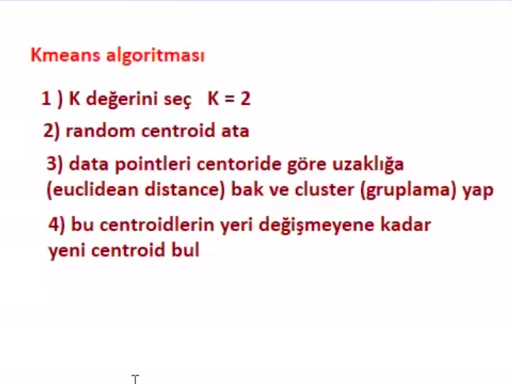 Kmeans algoritması
1 ) K değerini seç K = 2
2) random centroid ata
3) data pointleri centoride göre uzaklığa
(euclidean distance) bak ve cluster (gruplama) yap
4) bu centroidlerin yeri değişmeyene kadar
yeni centroid bul